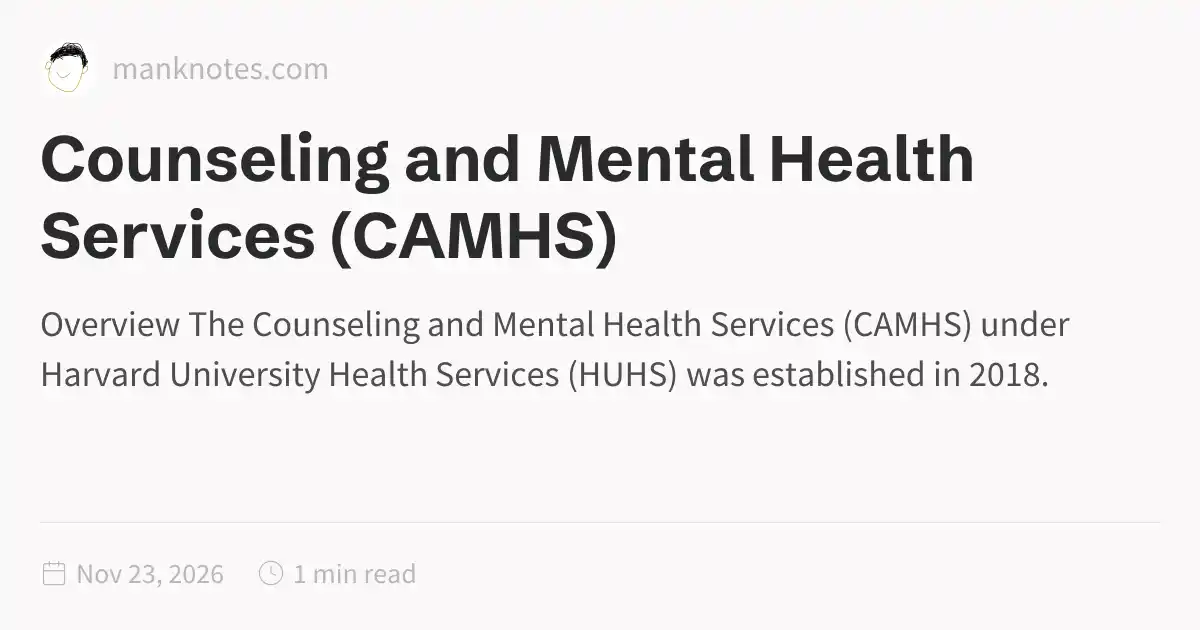 manknotes.com
Counseling and Mental Health
Services (CAMHS)
Overview The Counseling and Mental Health Services (CAMHS) under
Harvard University Health Services (HUHS) was established in 2018.
Nov 23, 2026 1 min read